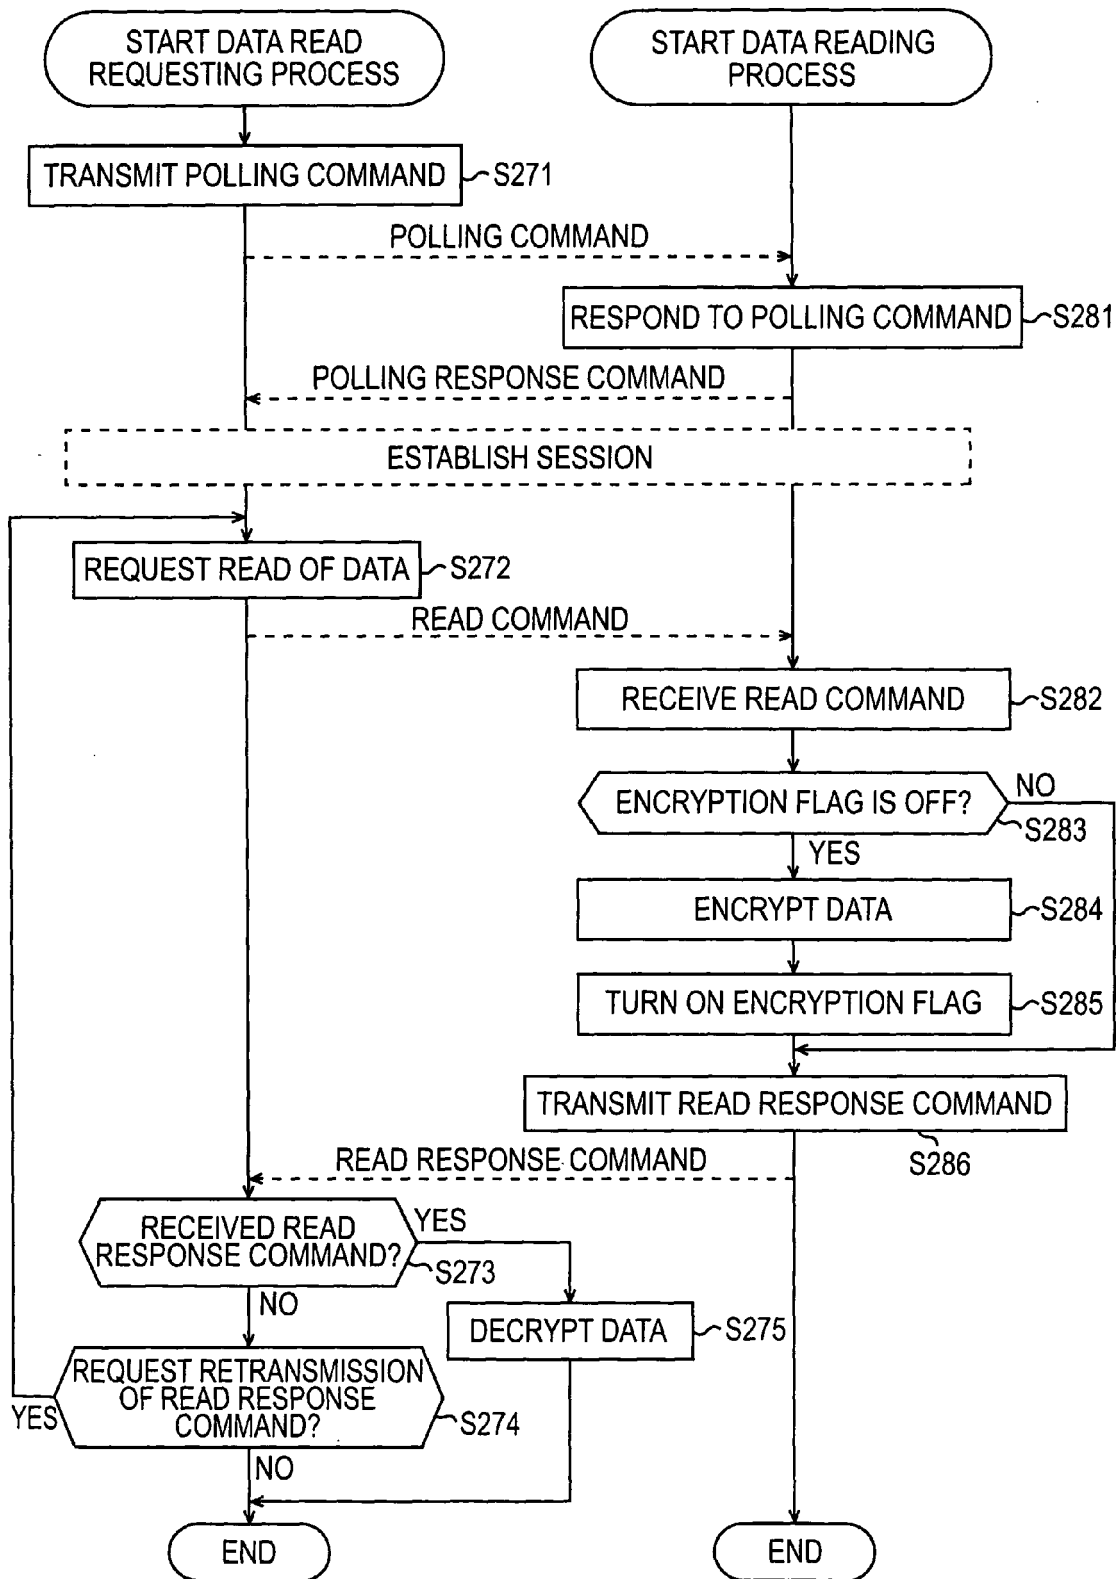 START DATA READ
REQUESTING PROCESS
START DATA READING
PROCESS
TRANSMIT POLLING COMMAND
S271
POLLING COMMAND
RESPOND TO POLLING COMMAND
S281
POLLING RESPONSE COMMAND
ESTABLISH SESSION
REQUEST READ OF DATA
S272
READ COMMAND
RECEIVE READ COMMAND
S282
ENCRYPTION FLAG IS OFF?
NO
S283
YES
ENCRYPT DATA
S284
TURN ON ENCRYPTION FLAG
S285
TRANSMIT READ RESPONSE COMMAND
S286
READ RESPONSE COMMAND
RECEIVED READ
RESPONSE COMMAND?
YES
S273
NO
DECRYPT DATA
S275
REQUEST RETRANSMISSION
OF READ RESPONSE
COMMAND?
YES
S274
NO
END
END